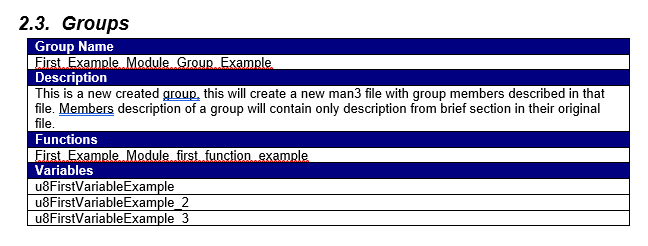 2.3. Groups
Group Name
First_Example_Module_Group_Example
Description
This is a new created group, this will create a new man3 file with group members described in that
file. Members description of a group will contain only description from brief section in their original
file.
Functions
First_Example_Module_first_function_example
Variables
u8FirstVariableExample
u8FirstVariableExample_2
u8FirstVariableExample_3